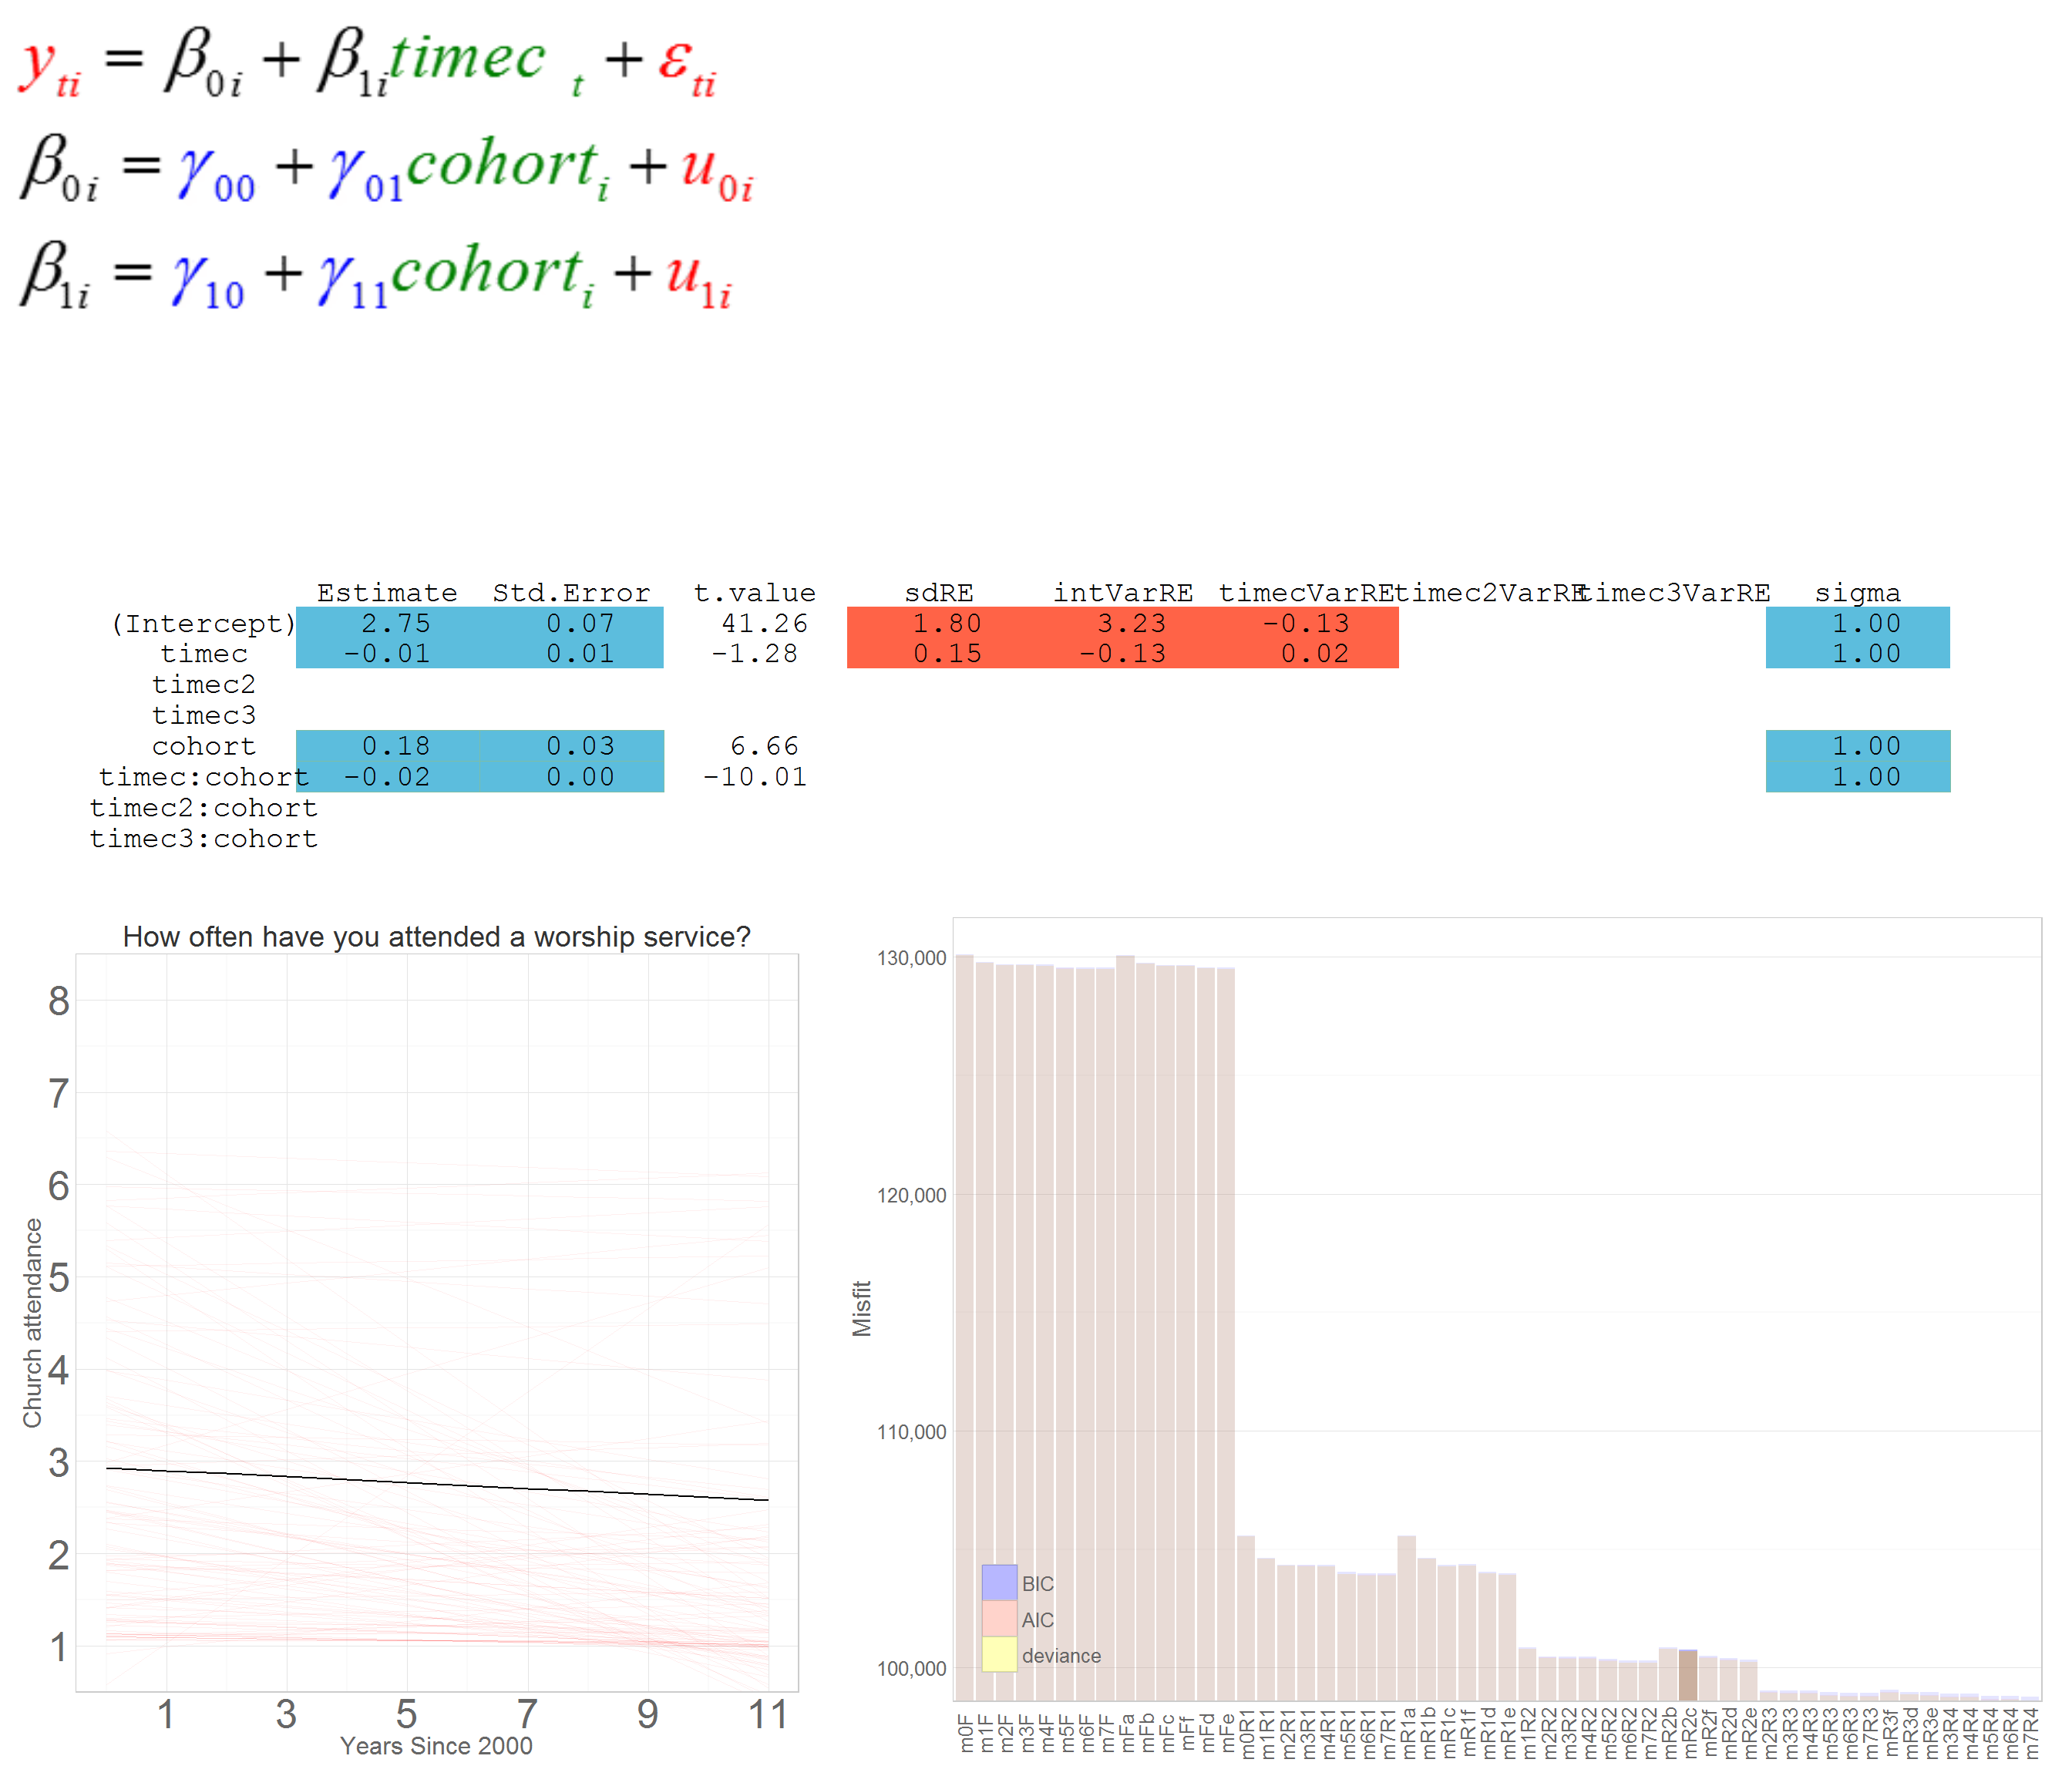 y_ti = β_0i + β_1i timec_t + ε_ti
β_0i = γ_00 + γ_01 cohort_i + u_0i
β_1i = γ_10 + γ_11 cohort_i + u_1i
Estimate Std.Error t.value sdRE intVarRE timecVarRE timec2VarRE timec3VarRE sigma
(Intercept) 2.75 0.07 41.26 1.80 3.23 -0.13 1.00
timec -0.01 0.01 -1.28 0.15 -0.13 0.02 1.00
timec2
timec3
cohort 0.18 0.03 6.66 1.00
timec:cohort -0.02 0.00 -10.01 1.00
timec2:cohort
timec3:cohort
How often have you attended a worship service?
Church attendance
8
7
6
5
4
3
2
1
1 3 5 7 9 11
Years Since 2000
Misfit
130,000
120,000
110,000
100,000
BIC
AIC
deviance
m0F m1F m2F m3F m4F m5F m6F m7F mFa mFb mFc mFf mFd mFe m0R1 m1R1 m2R1 m3R1 m4R1 m5R1 m6R1 m7R1 mR1a mR1b mR1c mR1f mR1d mR1e m1R2 m2R2 m3R2 m4R2 m5R2 m6R2 m7R2 mR2b mR2c mR2f mR2d mR2e m2R3 m3R3 m4R3 m5R3 m6R3 m7R3 mR3f mR3d mR3e m3R4 m4R4 m5R4 m6R4 m7R4